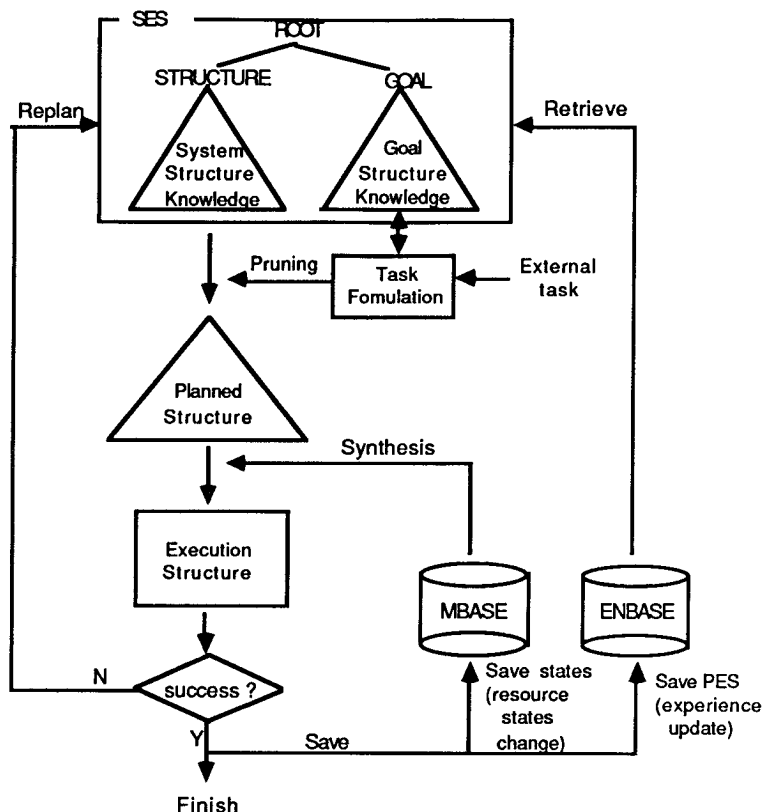 SES
ROOT
STRUCTURE
GOAL
Replan
Retrieve
System
Structure
Knowledge
Goal
Structure
Knowledge
Pruning
Task
Fomulation
External
task
Planned
Structure
Synthesis
Execution
Structure
MBASE
ENBASE
N
success ?
Save states
(resource
states
change)
Save PES
(experience
update)
Y
Save
Finish